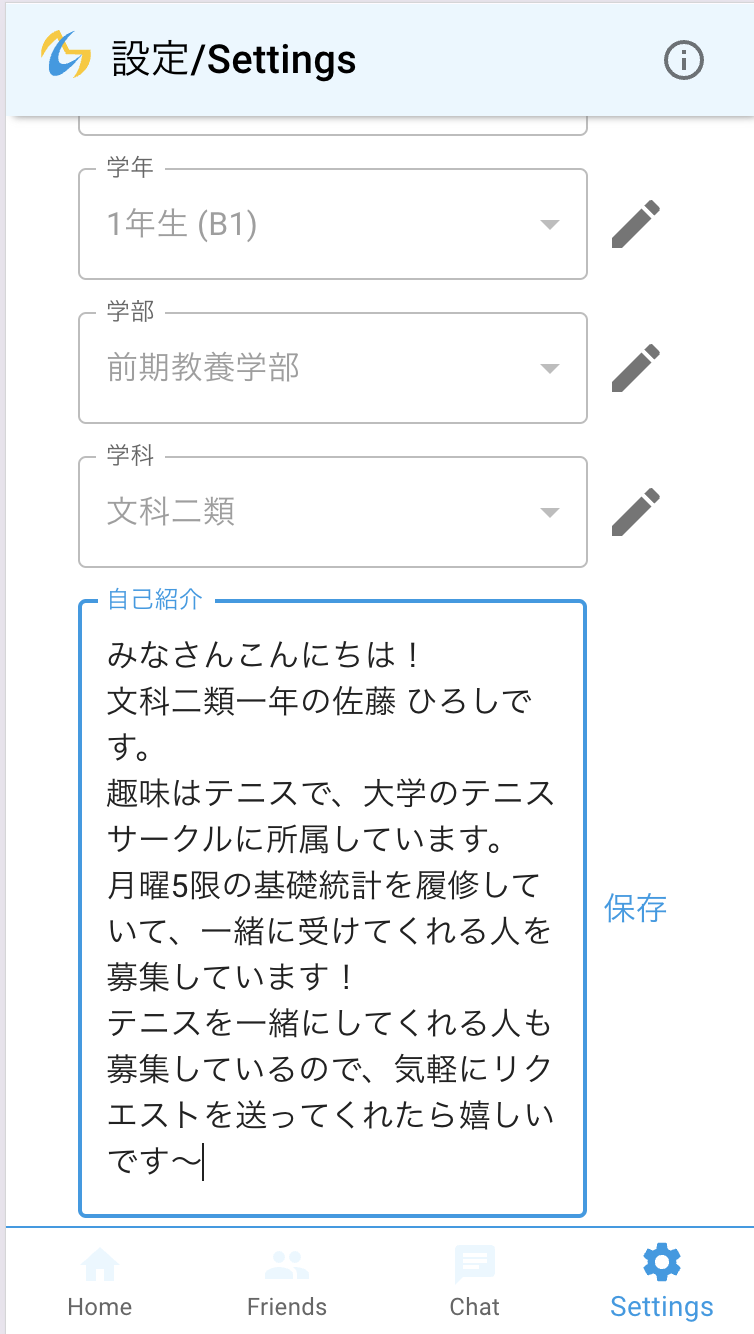 設定/Settings
学年
1年生 (B1)
学部
前期教養学部
学科
文科二類
自己紹介
みなさんこんにちは！
文科二類一年の佐藤 ひろしで
す。
趣味はテニスで、大学のテニス
サークルに所属しています。
月曜5限の基礎統計を履修して
いて、一緒に受けてくれる人を
募集しています！
テニスを一緒にしてくれる人も
募集しているので、気軽にリク
エストを送ってくれたら嬉しい
です〜
保存
Home
Friends
Chat
Settings